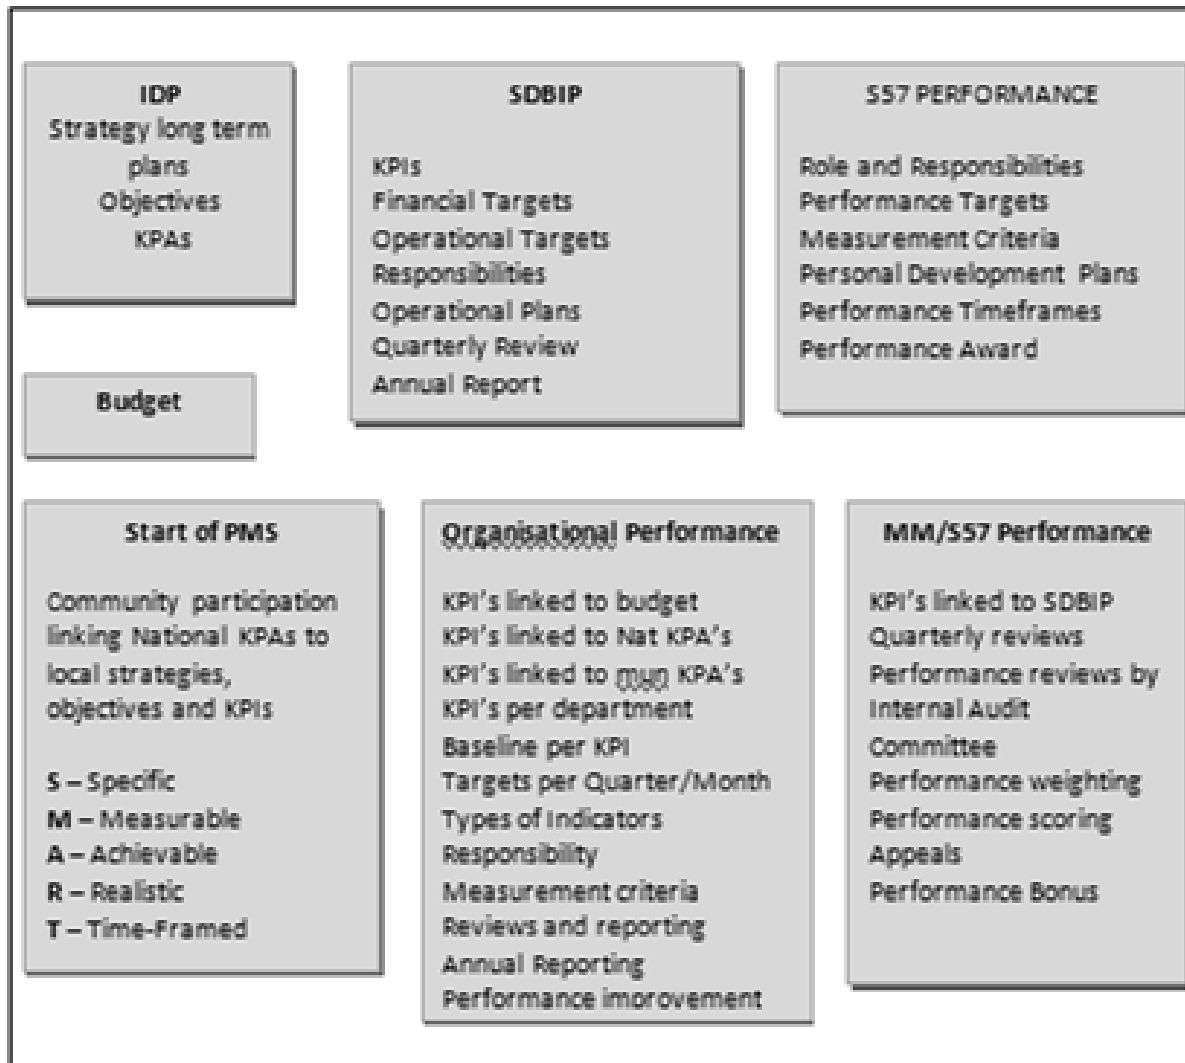 IDP
Strategy long term
plans
Objectives
KPAs
SDBIP
KPIs
Financial Targets
Operational Targets
Responsibilities
Operational Plans
Quarterly Review
Annual Report
S57 PERFORMANCE
Role and Responsibilities
Performance Targets
Measurement Criteria
Personal Development Plans
Performance Timeframes
Performance Award
Budget
Start of PMS
Community participation
linking National KPAs to
local strategies,
objectives and KPIs
S – Specific
M – Measurable
A – Achievable
R – Realistic
T – Time-Framed
Organisational Performance
KPI's linked to budget
KPI's linked to Nat KPA's
KPI's linked to mun KPA's
KPI's per department
Baseline per KPI
Targets per Quarter/Month
Types of Indicators
Responsibility
Measurement criteria
Reviews and reporting
Annual Reporting
Performance imorovement
MM/S57 Performance
KPI's linked to SDBIP
Quarterly reviews
Performance reviews by
Internal Audit
Committee
Performance weighting
Performance scoring
Appeals
Performance Bonus